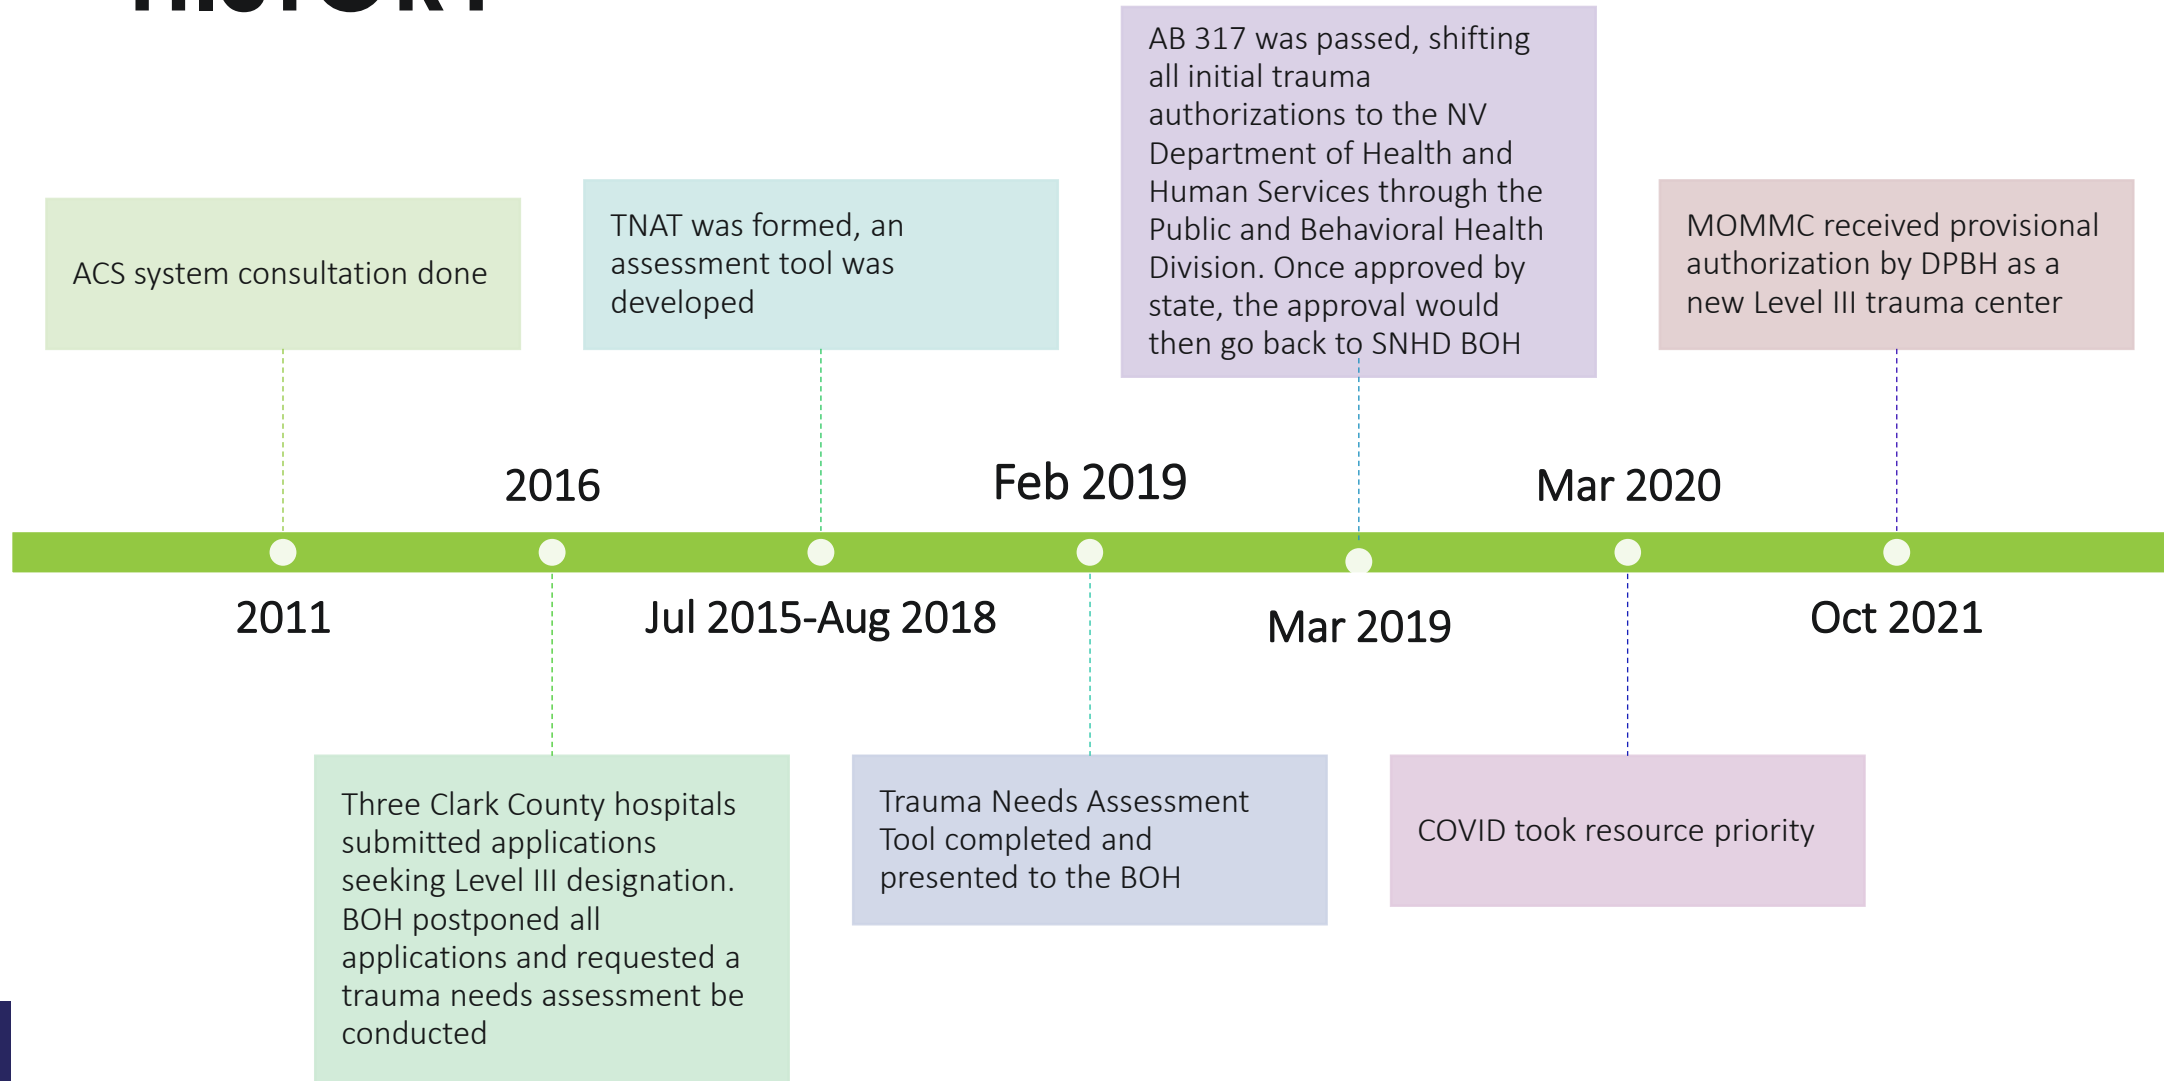 HISTORY
ACS system consultation done
2011
2016
Three Clark County hospitals
submitted applications
seeking Level III designation.
BOH postponed all
applications and requested a
trauma needs assessment be
conducted
TNAT was formed, an
assessment tool was
developed
Jul 2015-Aug 2018
Feb 2019
Trauma Needs Assessment
Tool completed and
presented to the BOH
AB 317 was passed, shifting
all initial trauma
authorizations to the NV
Department of Health and
Human Services through the
Public and Behavioral Health
Division. Once approved by
state, the approval would
then go back to SNHD BOH
Mar 2019
Mar 2020
COVID took resource priority
MOMMC received provisional
authorization by DPBH as a
new Level III trauma center
Oct 2021